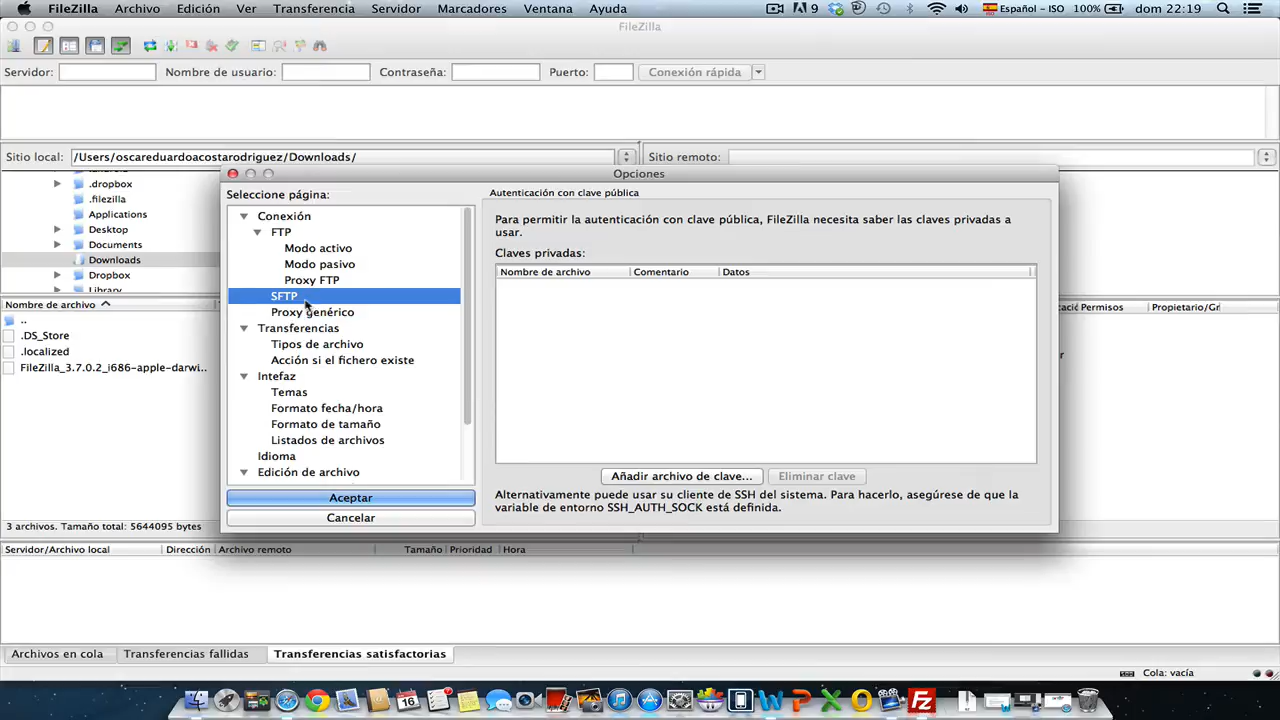 FileZilla Archivo Edición Ver Transferencia Servidor Marcadores Ventana Ayuda 9 Español - ISO 100% dom 22:19
FileZilla
Servidor: Nombre de usuario: Contraseña: Puerto: Conexión rápida
Sitio local: /Users/oscareduardoacostarodriguez/Downloads/ Sitio remoto:
.dropbox
.filezilla
Applications
Desktop
Documents
Downloads
Dropbox
Library
Nombre de archivo
..
.DS_Store
.localized
FileZilla_3.7.0.2_i686-apple-darwi...
3 archivos. Tamaño total: 5644095 bytes
Opciones
Seleccione página:
Conexión
FTP
Modo activo
Modo pasivo
Proxy FTP
SFTP
Proxy genérico
Transferencias
Tipos de archivo
Acción si el fichero existe
Intefaz
Temas
Formato fecha/hora
Formato de tamaño
Listados de archivos
Idioma
Edición de archivo
Aceptar
Cancelar
Autenticación con clave pública
Para permitir la autenticación con clave pública, FileZilla necesita saber las claves privadas a
usar.
Claves privadas:
Nombre de archivo Comentario Datos
Añadir archivo de clave... Eliminar clave
Alternativamente puede usar su cliente de SSH del sistema. Para hacerlo, asegúrese de que la
variable de entorno SSH_AUTH_SOCK está definida.
Permisos Propietario/Gr
Servidor/Archivo local Dirección Archivo remoto Tamaño Prioridad Hora
Archivos en cola Transferencias fallidas Transferencias satisfactorias
Cola: vacía
16